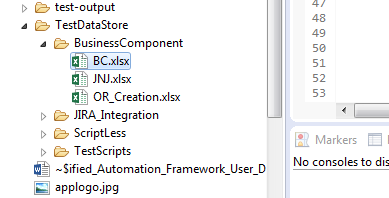 test-output
TestDataStore
BusinessComponent
BC.xlsx
JNJ.xlsx
OR_Creation.xlsx
JIRA_Integration
ScriptLess
TestScripts
~$ified_Automation_Framework_User_D
applogo.jpg
47
48
49
50
51
52
53
Markers
No consoles to dis